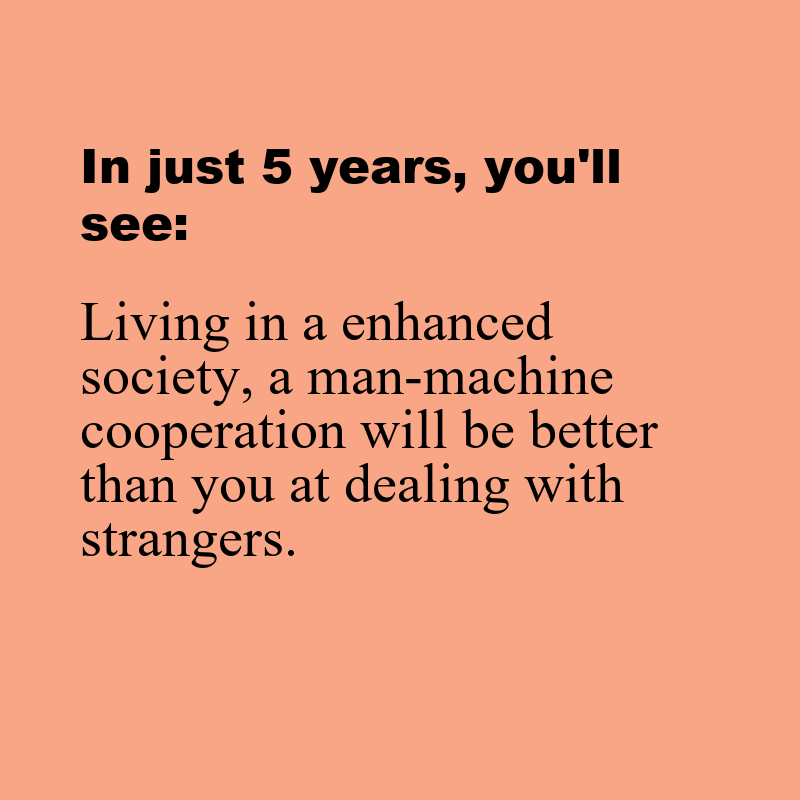 In just 5 years, you'll
see:
Living in a enhanced
society, a man-machine
cooperation will be better
than you at dealing with
strangers.